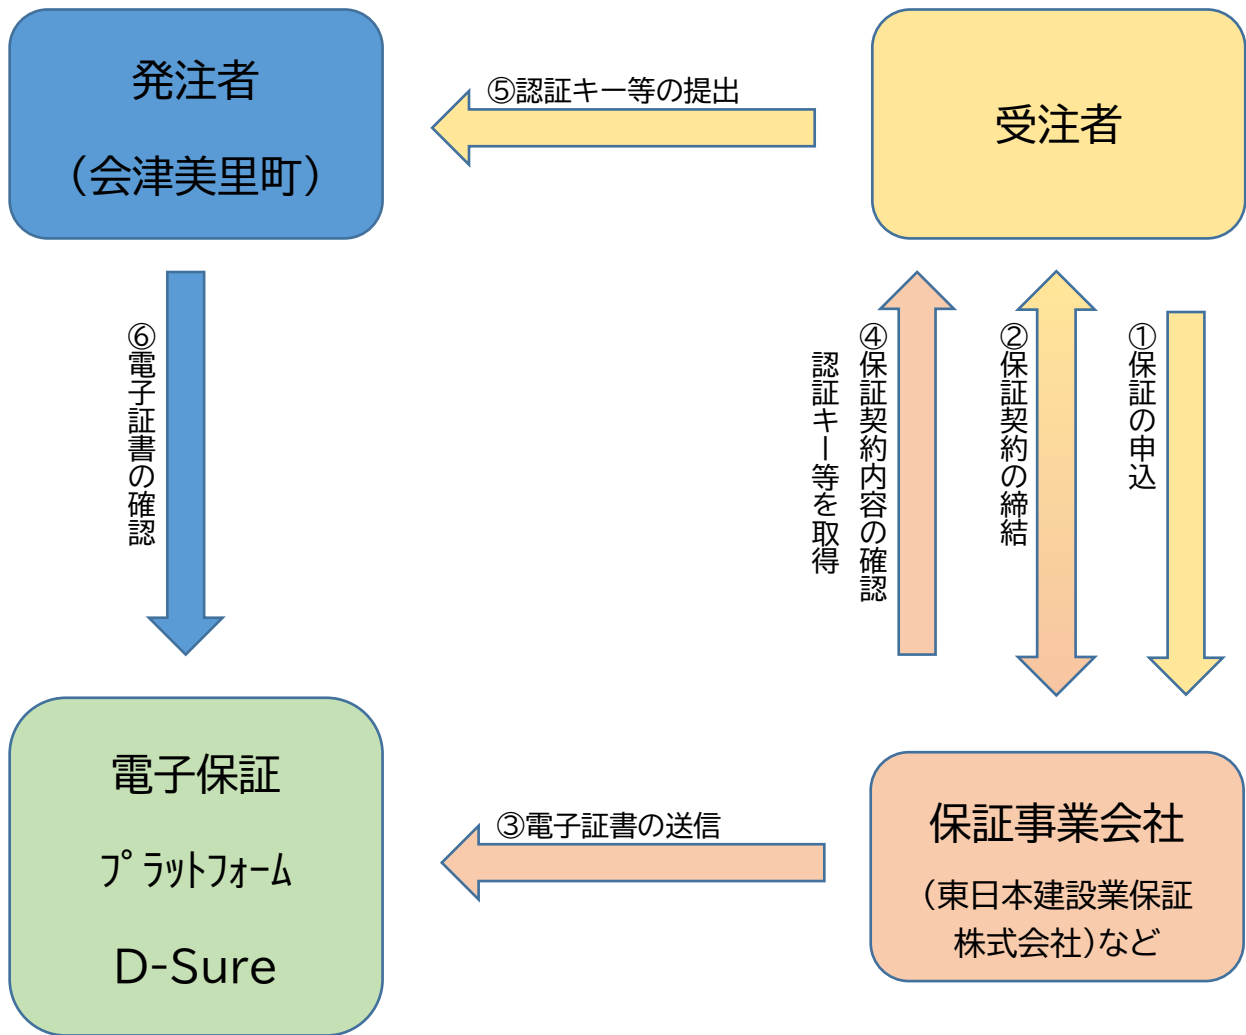 発注者
（会津美里町）
⑤認証キー等の提出
受注者
⑥電子証書の確認
④保証契約内容の確認
認証キー等を取得
②保証契約の締結
①保証の申込
電子保証
ﾌﾟﾗｯﾄﾌｫｰﾑ
D-Sure
③電子証書の送信
保証事業会社
（東日本建設業保証
株式会社）など